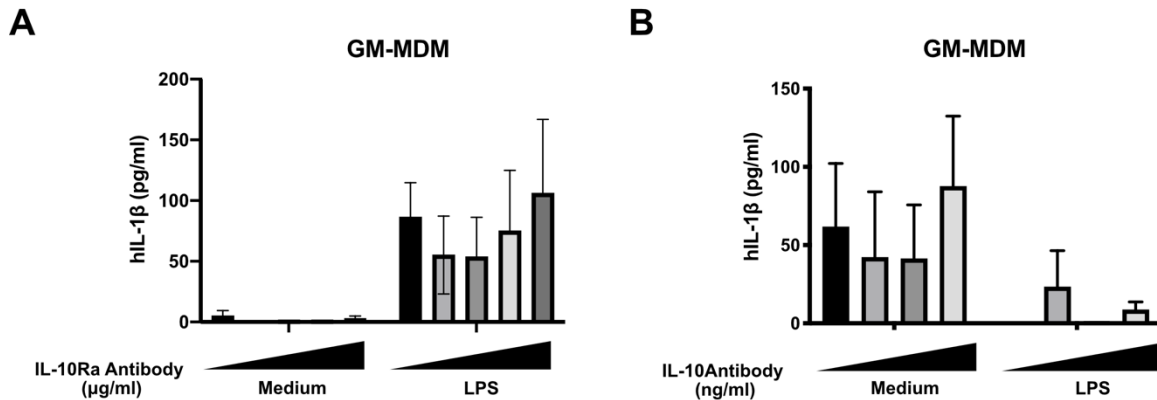 A
GM-MDM
hIL-1β (pg/ml)
200
150
100
50
0
IL-10Ra Antibody
(μg/ml)
Medium
LPS
B
GM-MDM
hIL-1β (pg/ml)
150
100
50
0
IL-10Antibody
(ng/ml)
Medium
LPS